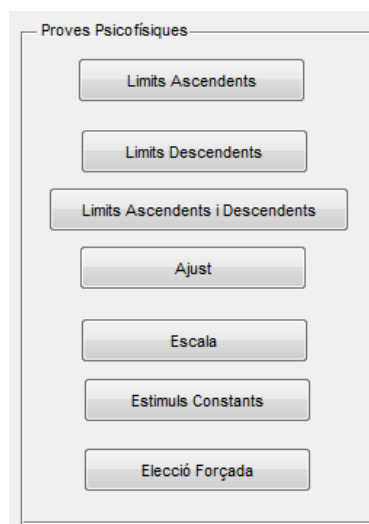 Proves Psicofísiques
Limits Ascendents
Limits Descendents
Limits Ascendents i Descendents
Ajust
Escala
Estimuls Constants
Elecció Forçada